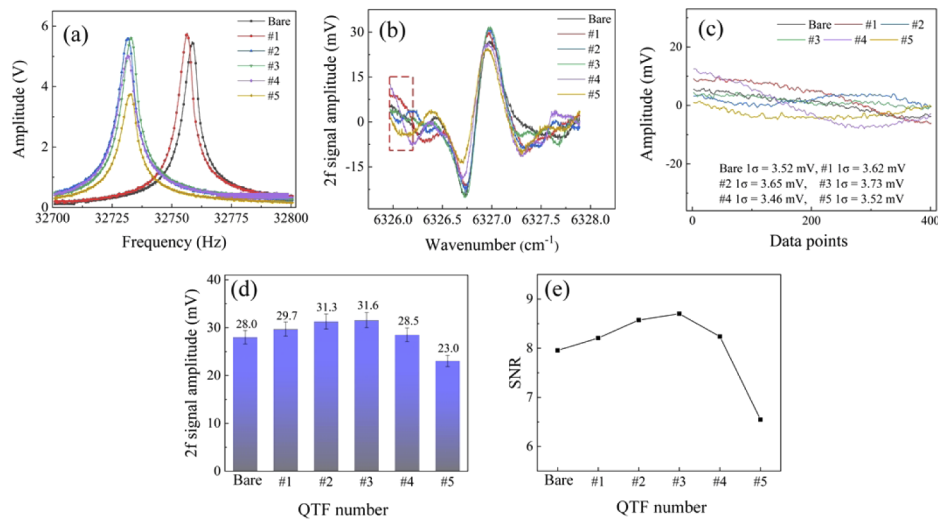 (a)
Bare
#1
#2
#3
#4
#5
Amplitude (V)
6
4
2
0
32700 32725 32750 32775 32800
Frequency (Hz)
(b)
Bare
#1
#2
#3
#4
#5
2f signal amplitude (mV)
30
15
0
-15
6326.0 6326.5 6327.0 6327.5 6328.0
Wavenumber (cm-1)
(c)
Bare #1 #2
#3 #4 #5
Amplitude (mV)
20
0
-20
Bare 1σ = 3.52 mV, #1 1σ = 3.62 mV
#2 1σ = 3.65 mV, #3 1σ = 3.73 mV
#4 1σ = 3.46 mV, #5 1σ = 3.52 mV
0 200 400
Data points
(d)
2f signal amplitude (mV)
40
30
20
10
0
28.0 29.7 31.3 31.6 28.5 23.0
Bare #1 #2 #3 #4 #5
QTF number
(e)
SNR
9
8
7
6
Bare #1 #2 #3 #4 #5
QTF number